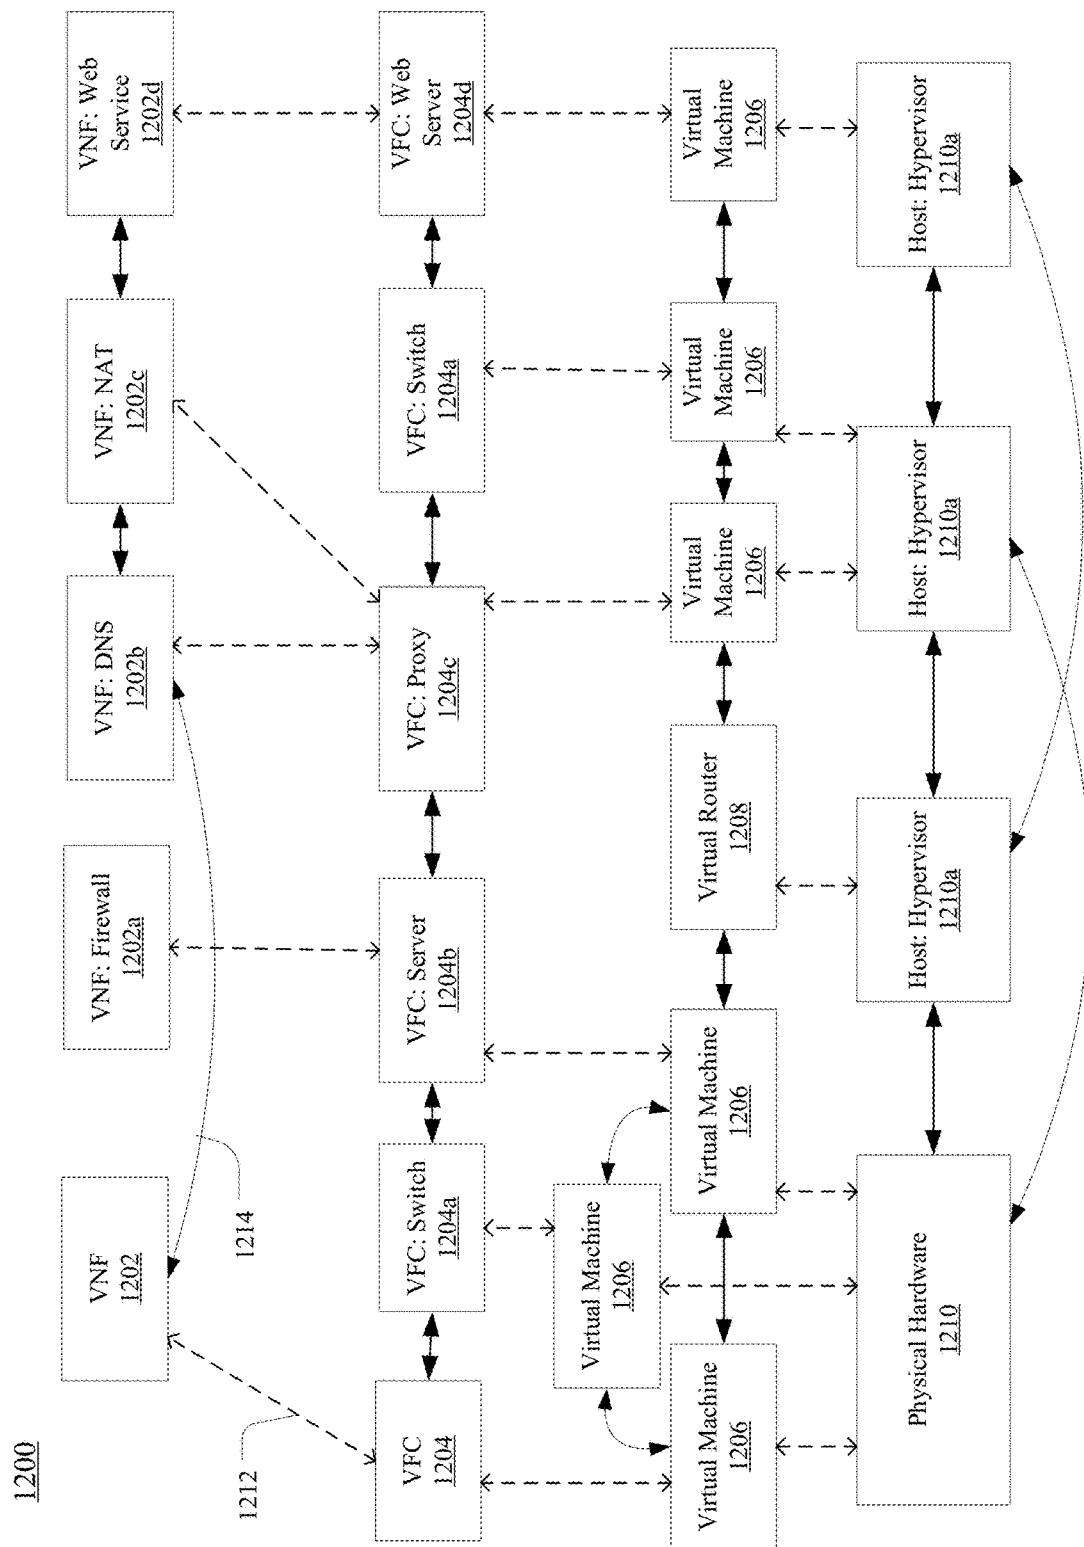 1200
VNF
1202
VNF: Firewall
1202a
VNF: DNS
1202b
VNF: NAT
1202c
VNF: Web
Service
1202d
1214
1212
VFC
1204
VFC: Switch
1204a
VFC: Server
1204b
VFC: Proxy
1204c
VFC: Switch
1204a
VFC: Web
Server
1204d
Virtual Machine
1206
Virtual Machine
1206
Virtual Machine
1206
Virtual Router
1208
Virtual
Machine
1206
Virtual
Machine
1206
Virtual
Machine
1206
Physical Hardware
1210
Host: Hypervisor
1210a
Host: Hypervisor
1210a
Host: Hypervisor
1210a